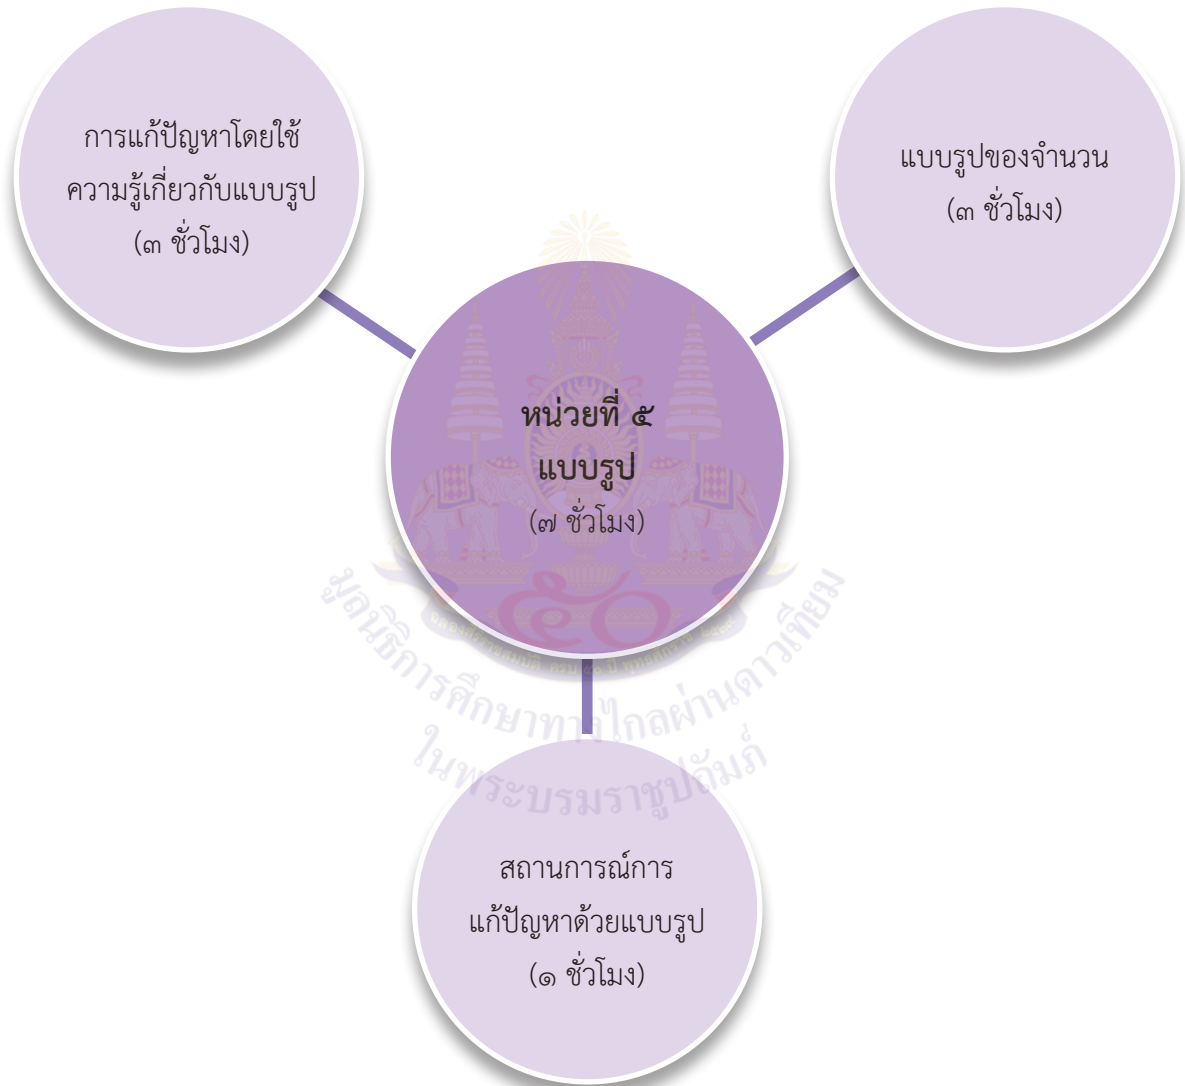 การแก้ปัญหาโดยใช้
ความรู้เกี่ยวกับแบบรูป
(๓ ชั่วโมง)
แบบรูปของจำนวน
(๓ ชั่วโมง)
หน่วยที่ ๕
แบบรูป
(๗ ชั่วโมง)
๕๐
มูลนิธิการศึกษาทางไกลผ่านดาวเทียม
ในพระบรมราชูปถัมภ์
สถานการณ์การ
แก้ปัญหาด้วยแบบรูป
(๑ ชั่วโมง)